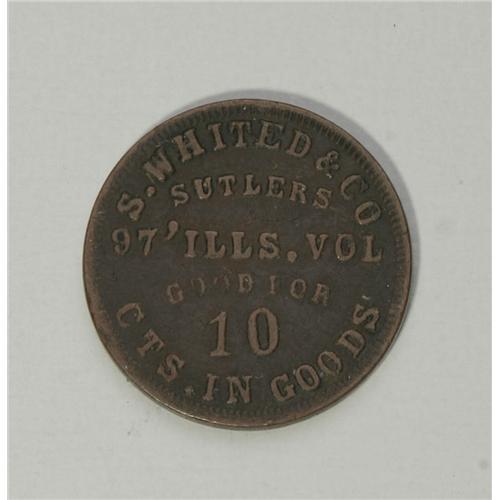 S. WHITED & CO
SUTLERS
97' ILLS. VOL
GOOD FOR
10
CTS. IN GOODS